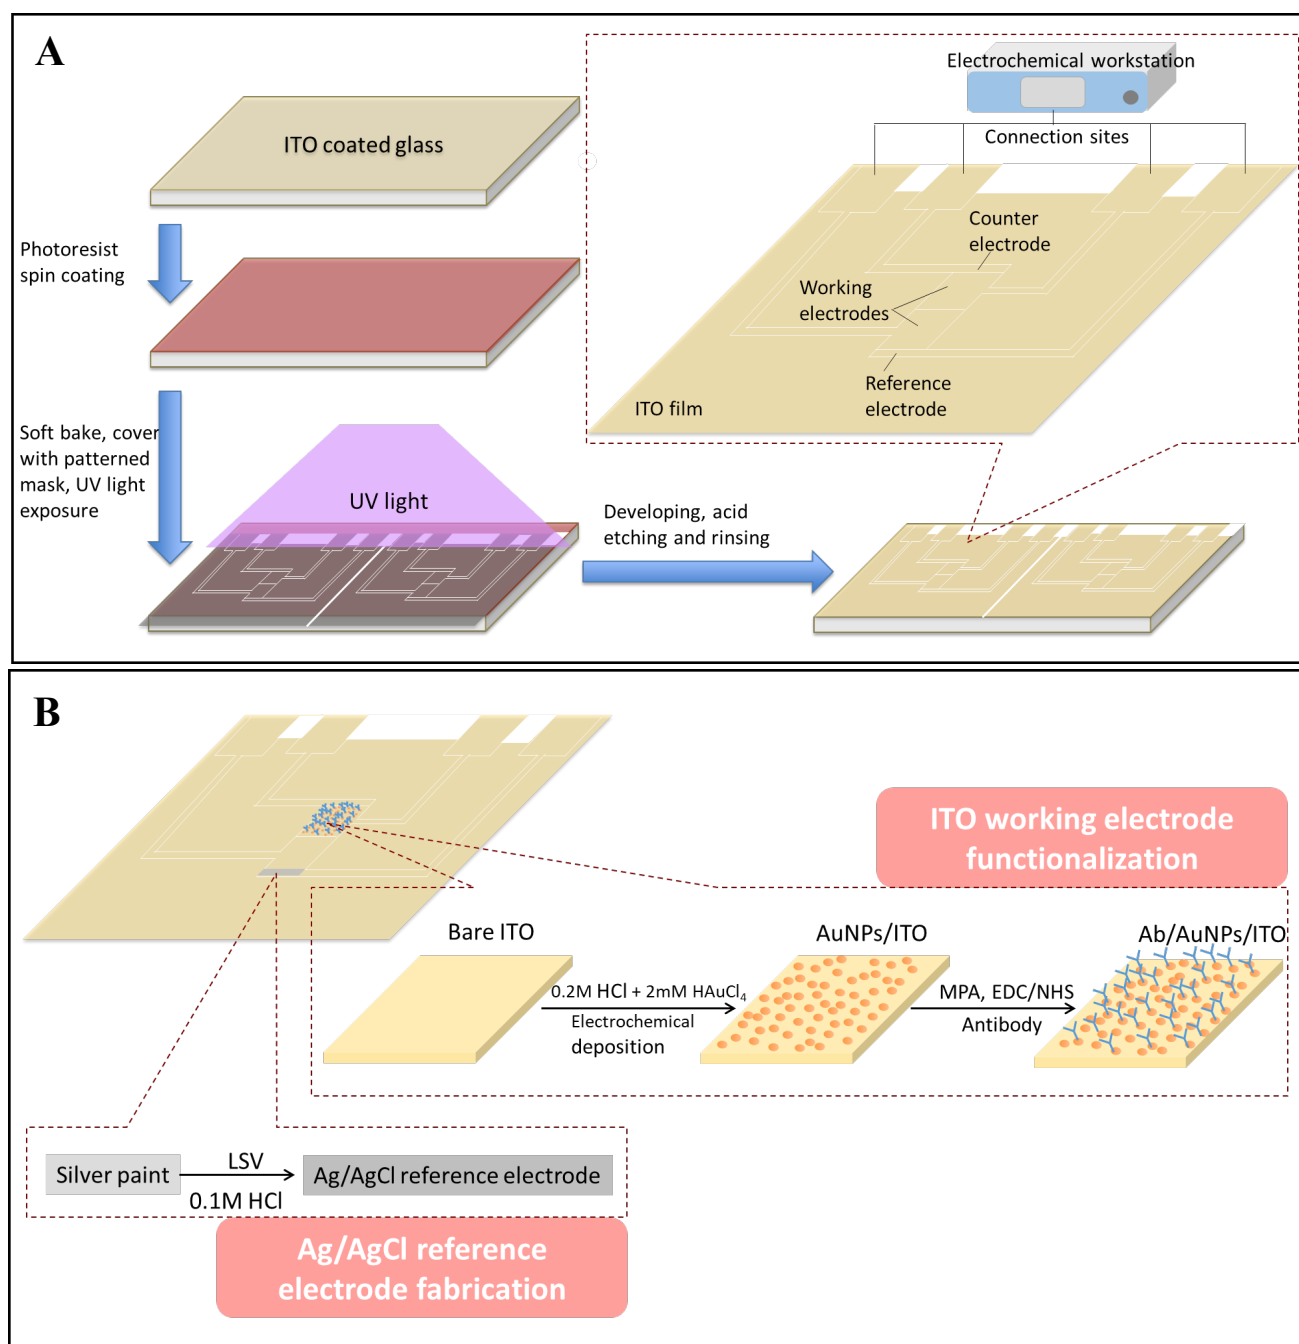 A
ITO coated glass
Photoresist
spin coating
Soft bake, cover
with patterned
mask, UV light
exposure
UV light
Developing, acid
etching and rinsing
Electrochemical workstation
Connection sites
Counter
electrode
Working
electrodes
Reference
electrode
ITO film
B
ITO working electrode
functionalization
Bare ITO
AuNPs/ITO
Ab/AuNPs/ITO
0.2M HCl + 2mM HAuCl₄
Electrochemical
deposition
MPA, EDC/NHS
Antibody
Silver paint
LSV
0.1M HCl
Ag/AgCl reference electrode
Ag/AgCl reference
electrode fabrication